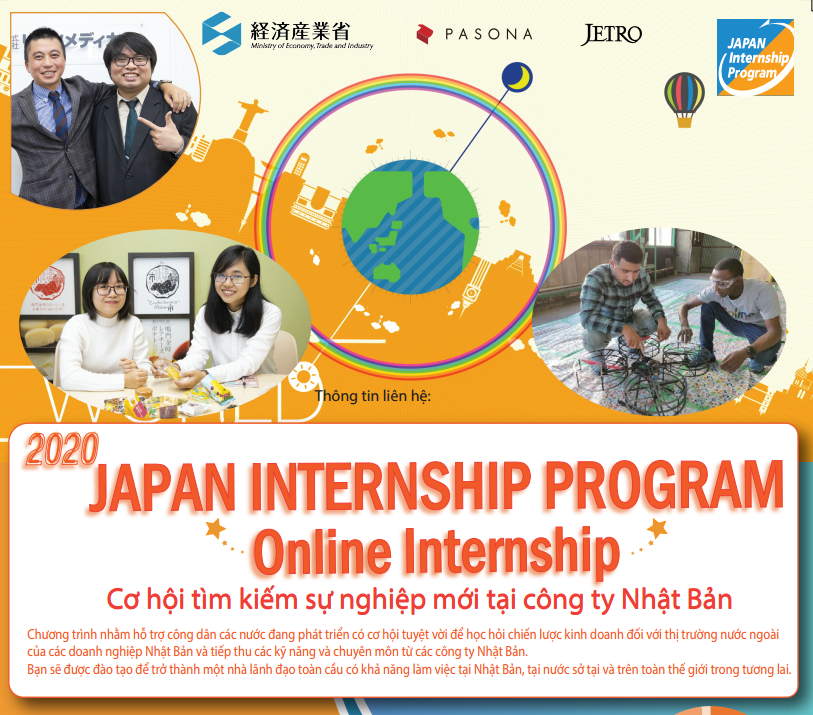 経済産業省
Ministry of Economy, Trade and Industry
PASONA
JETRO
JAPAN
Internship
Program
Thông tin liên hệ:
2020
JAPAN INTERNSHIP PROGRAM
Online Internship
Cơ hội tìm kiếm sự nghiệp mới tại công ty Nhật Bản
Chương trình nhằm hỗ trợ công dân các nước đang phát triển có cơ hội tuyệt vời để học hỏi chiến lược kinh doanh đối với thị trường nước ngoài
của các doanh nghiệp Nhật Bản và tiếp thu các kỹ năng và chuyên môn từ các công ty Nhật Bản.
Bạn sẽ được đào tạo để trở thành một nhà lãnh đạo toàn cầu có khả năng làm việc tại Nhật Bản, tại nước sở tại và trên toàn thế giới trong tương lai.